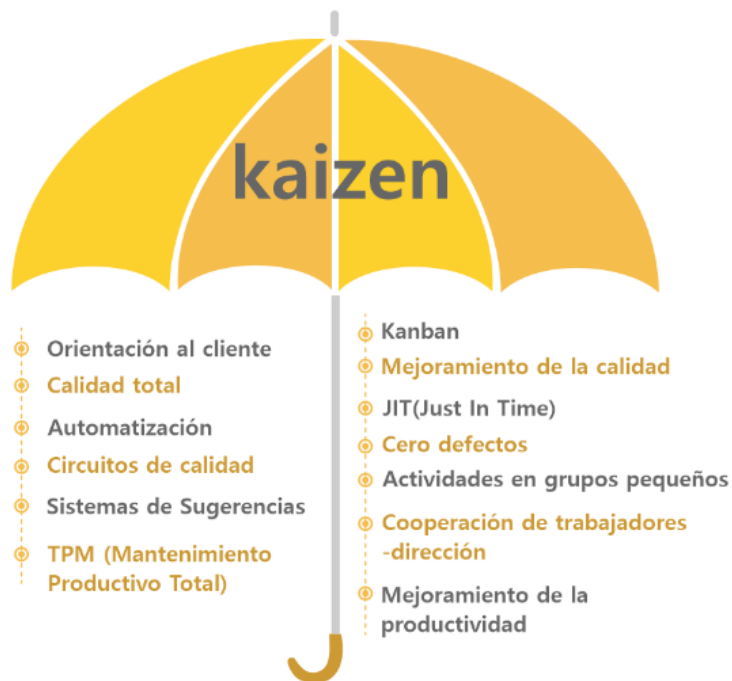 kaizen
Orientación al cliente
Calidad total
Automatización
Circuitos de calidad
Sistemas de Sugerencias
TPM (Mantenimiento
Productivo Total)
Kanban
Mejoramiento de la calidad
JIT(Just In Time)
Cero defectos
Actividades en grupos pequeños
Cooperación de trabajadores
-dirección
Mejoramiento de la
productividad